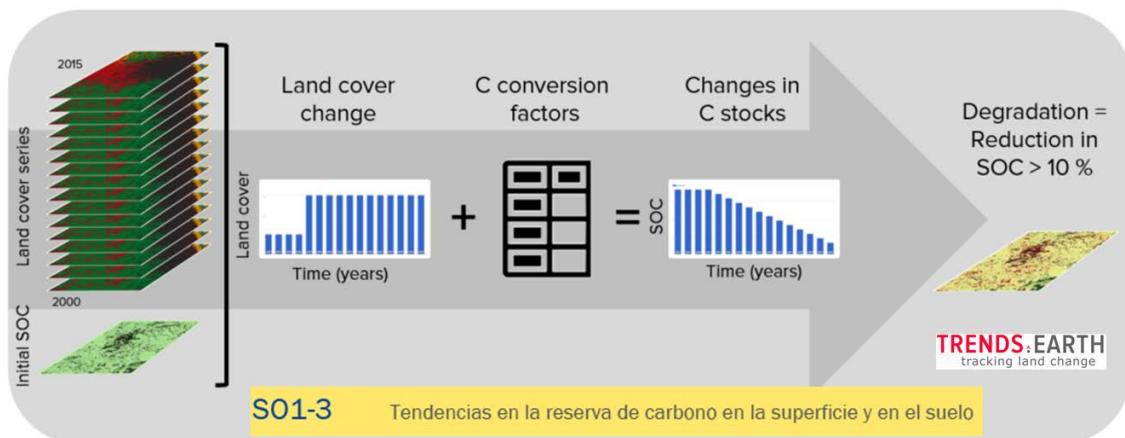 2015
Land cover series
2000
Initial SOC
Land cover
change
Land cover
Time (years)
+
C conversion
factors
=
Changes in
C stocks
SOC
Time (years)
Degradation =
Reduction in
SOC > 10 %
TRENDS.EARTH
tracking land change
SO1-3 Tendencias en la reserva de carbono en la superficie y en el suelo